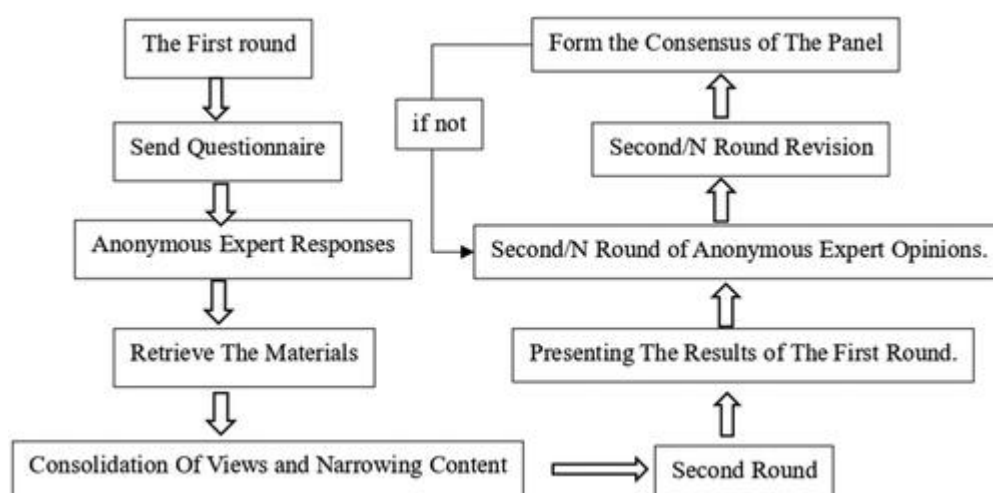 The First round
Send Questionnaire
Anonymous Expert Responses
Retrieve The Materials
Consolidation Of Views and Narrowing Content
Second Round
Presenting The Results of The First Round.
Second/N Round of Anonymous Expert Opinions.
Second/N Round Revision
Form the Consensus of The Panel
if not